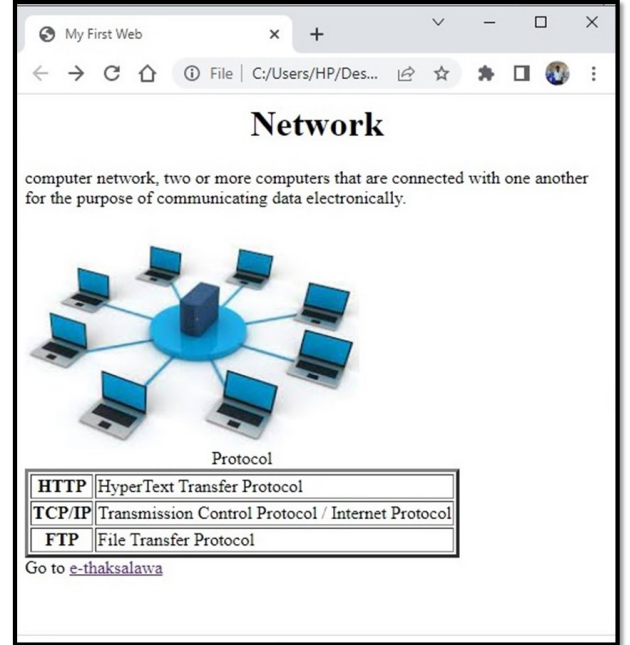 My First Web
File C:/Users/HP/Des...
Network
computer network, two or more computers that are connected with one another
for the purpose of communicating data electronically.
Protocol
HTTP HyperText Transfer Protocol
TCP/IP Transmission Control Protocol / Internet Protocol
FTP File Transfer Protocol
Go to e-thaksalawa